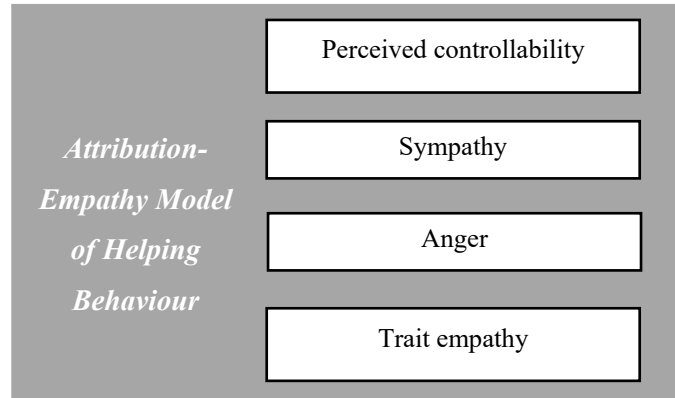 Attribution-
Empathy Model
of Helping
Behaviour
Perceived controllability
Sympathy
Anger
Trait empathy